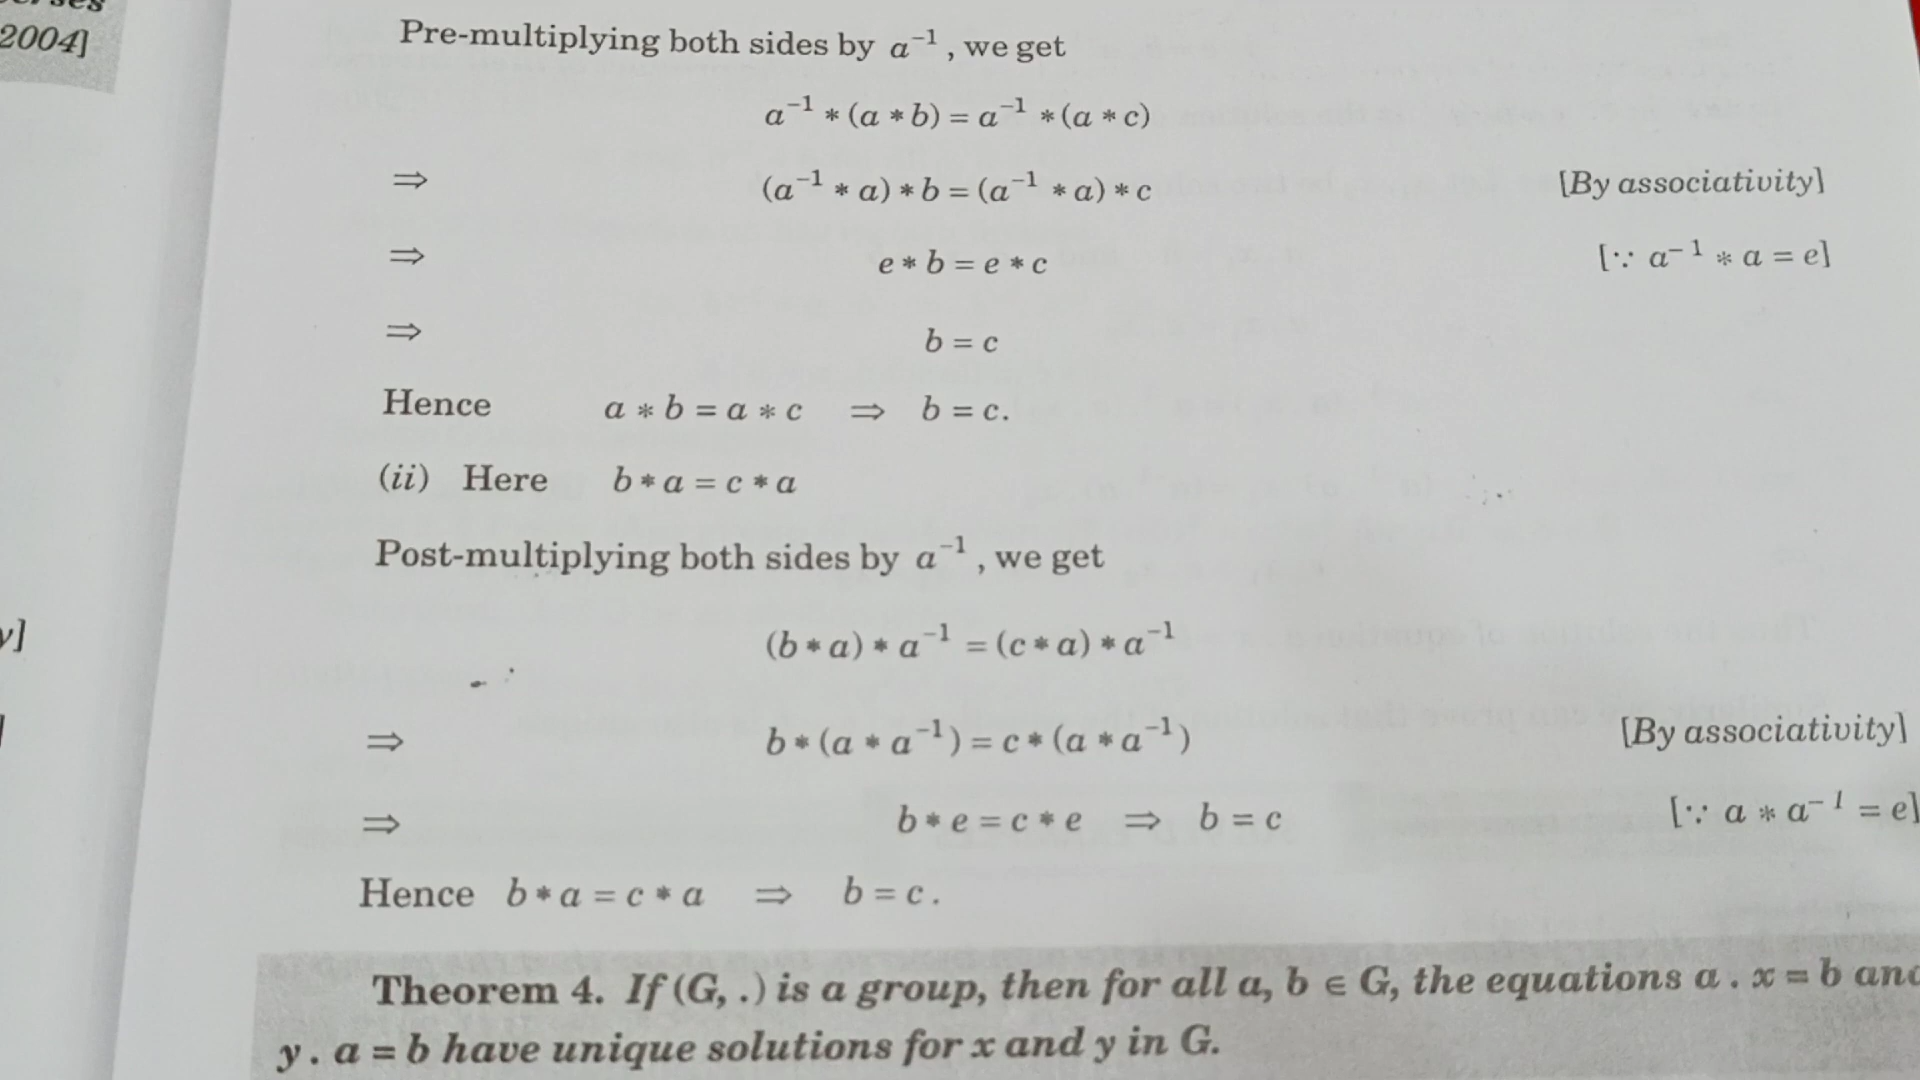 2004]
Pre-multiplying both sides by a⁻¹, we get
a⁻¹ * (a * b) = a⁻¹ * (a * c)
⇒ (a⁻¹ * a) * b = (a⁻¹ * a) * c [By associativity]
⇒ e * b = e * c [∵ a⁻¹ * a = e]
⇒ b = c
Hence a * b = a * c ⇒ b = c.
(ii) Here b * a = c * a
Post-multiplying both sides by a⁻¹, we get
y]
(b * a) * a⁻¹ = (c * a) * a⁻¹
]
⇒ b * (a * a⁻¹) = c * (a * a⁻¹) [By associativity]
⇒ b * e = c * e ⇒ b = c [∵ a * a⁻¹ = e]
Hence b * a = c * a ⇒ b = c.
Theorem 4. If (G, .) is a group, then for all a, b ∈ G, the equations a . x = b and
y . a = b have unique solutions for x and y in G.